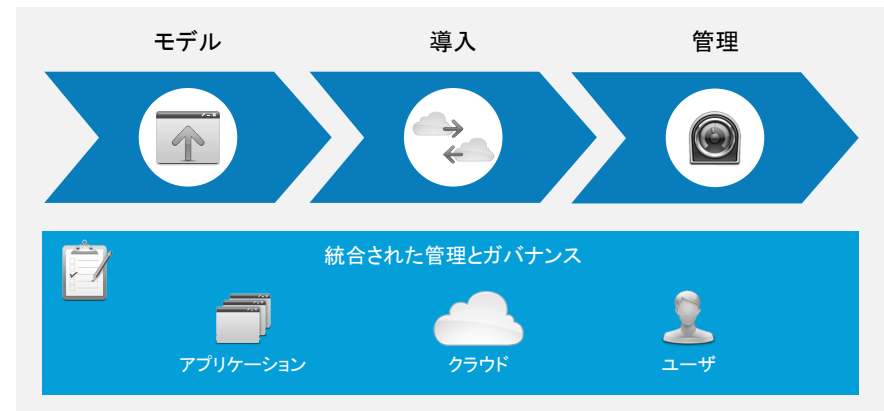 モデル
導入
管理
統合された管理とガバナンス
アプリケーション
クラウド
ユーザ